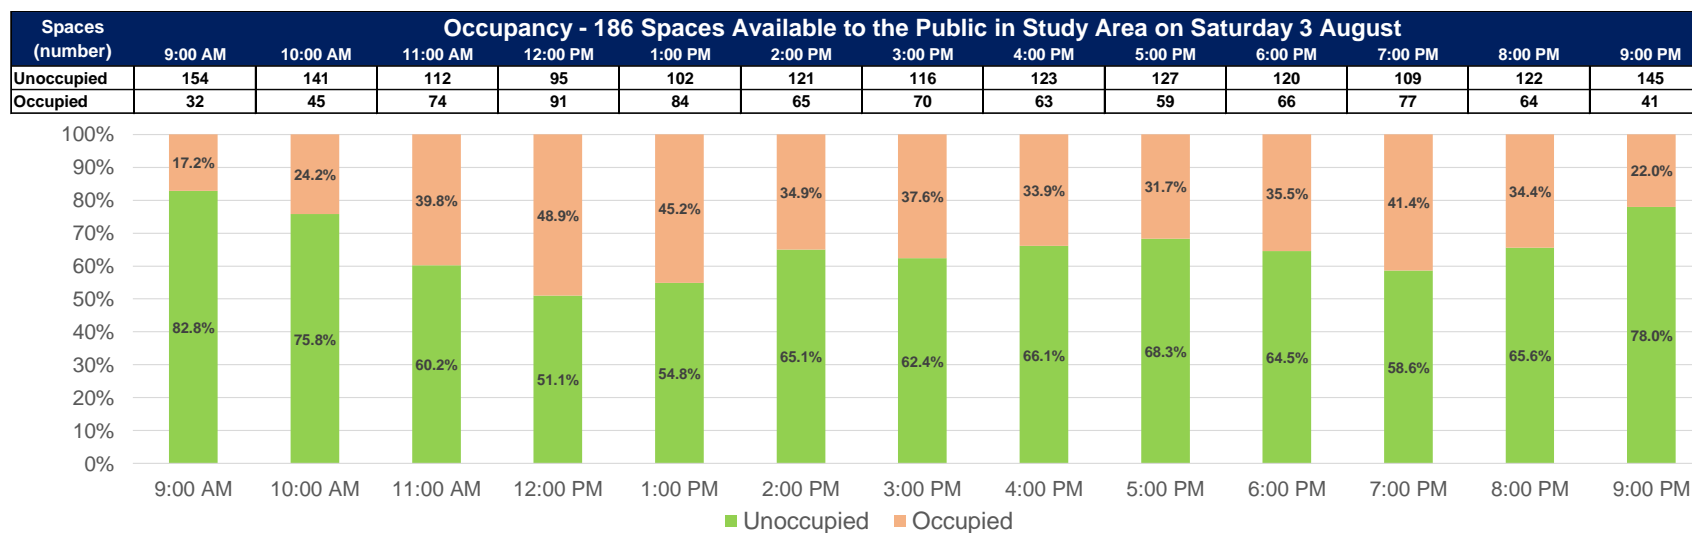 Spaces (number) Occupancy - 186 Spaces Available to the Public in Study Area on Saturday 3 August
9:00 AM 10:00 AM 11:00 AM 12:00 PM 1:00 PM 2:00 PM 3:00 PM 4:00 PM 5:00 PM 6:00 PM 7:00 PM 8:00 PM 9:00 PM
Unoccupied 154 141 112 95 102 121 116 123 127 120 109 122 145
Occupied 32 45 74 91 84 65 70 63 59 66 77 64 41
100%
90%
80%
70%
60%
50%
40%
30%
20%
10%
0%
17.2% 24.2% 39.8% 48.9% 45.2% 34.9% 37.6% 33.9% 31.7% 35.5% 41.4% 34.4% 22.0%
82.8% 75.8% 60.2% 51.1% 54.8% 65.1% 62.4% 66.1% 68.3% 64.5% 58.6% 65.6% 78.0%
9:00 AM 10:00 AM 11:00 AM 12:00 PM 1:00 PM 2:00 PM 3:00 PM 4:00 PM 5:00 PM 6:00 PM 7:00 PM 8:00 PM 9:00 PM
Unoccupied Occupied